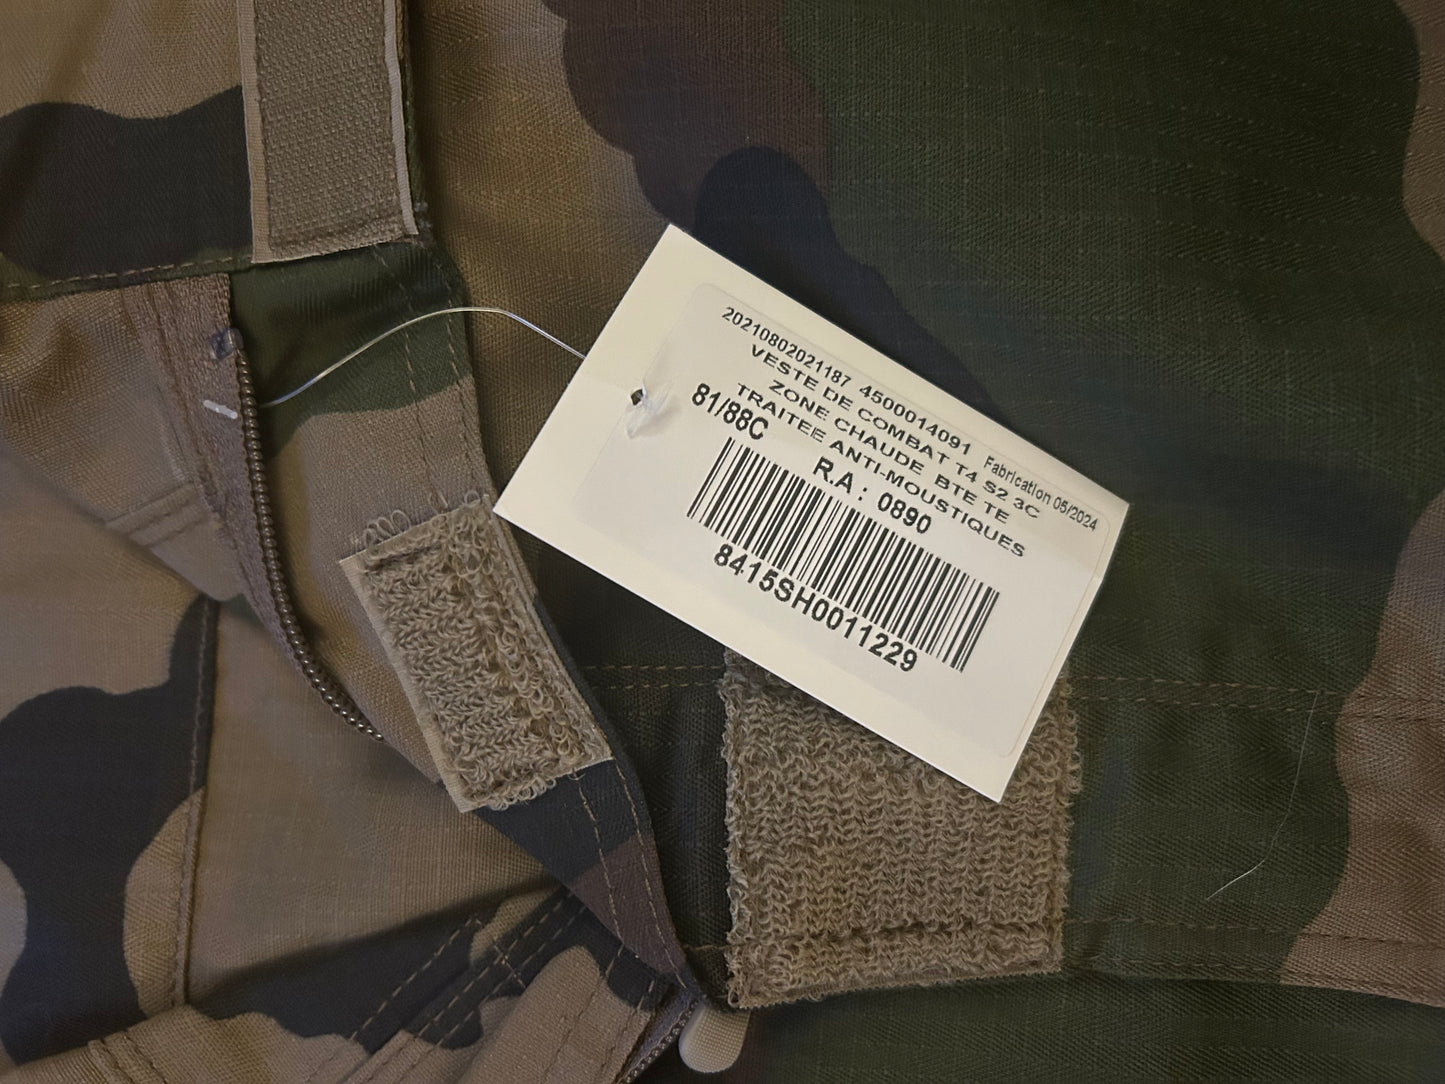 20210802021187 4500014091 Fabrication 05/2024
VESTE DE COMBAT T4 S2 3C
ZONE CHAUDE BTE TE
TRAITEE ANTI-MOUSTIQUES
81/88C
R.A : 0890
8415SH0011229